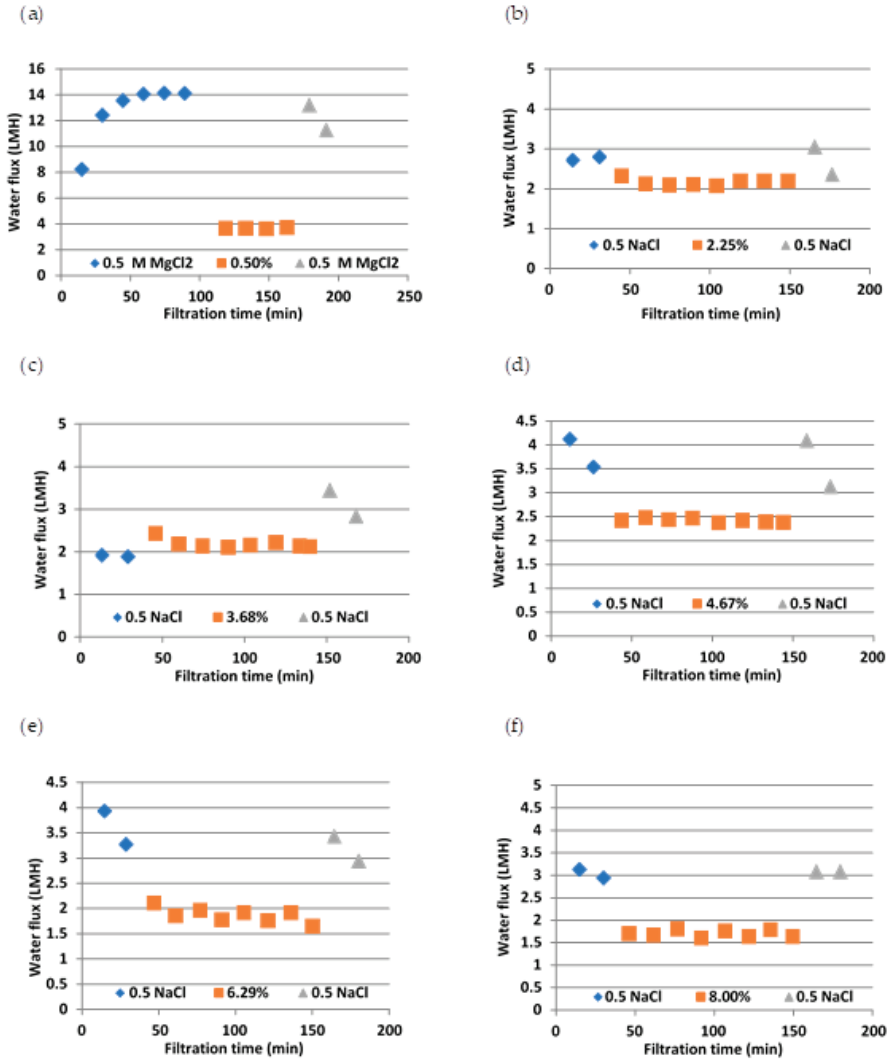 (a)
Water flux (LMH)
16
14
12
10
8
6
4
2
0
0.5 M MgCl2 0.50% 0.5 M MgCl2
0 50 100 150 200 250
Filtration time (min)
(b)
Water flux (LMH)
5
4
3
2
1
0
0.5 NaCl 2.25% 0.5 NaCl
0 50 100 150 200
Filtration time (min)
(c)
Water flux (LMH)
5
4
3
2
1
0
0.5 NaCl 3.68% 0.5 NaCl
0 50 100 150 200
Filtration time (min)
(d)
Water flux (LMH)
4.5
4
3.5
3
2.5
2
1.5
1
0.5
0
0.5 NaCl 4.67% 0.5 NaCl
0 50 100 150 200
Filtration time (min)
(e)
Water flux (LMH)
4.5
4
3.5
3
2.5
2
1.5
1
0.5
0
0.5 NaCl 6.29% 0.5 NaCl
0 50 100 150 200
Filtration time (min)
(f)
Water flux (LMH)
5
4.5
4
3.5
3
2.5
2
1.5
1
0.5
0
0.5 NaCl 8.00% 0.5 NaCl
0 50 100 150 200
Filtration time (min)